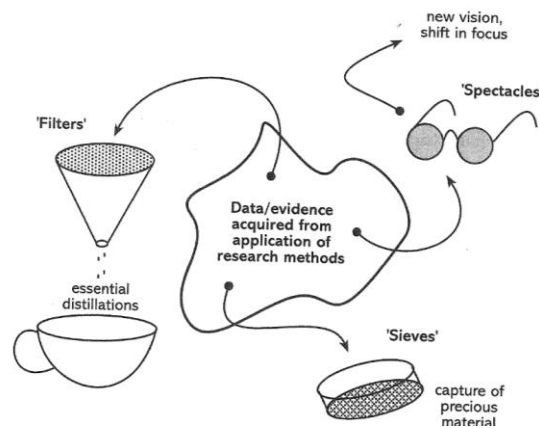 new vision,
shift in focus
'Spectacles
'Filters'
Data/evidence
acquired from
application of
research methods
essential
distillations
'Sieves'
capture of
precious
material